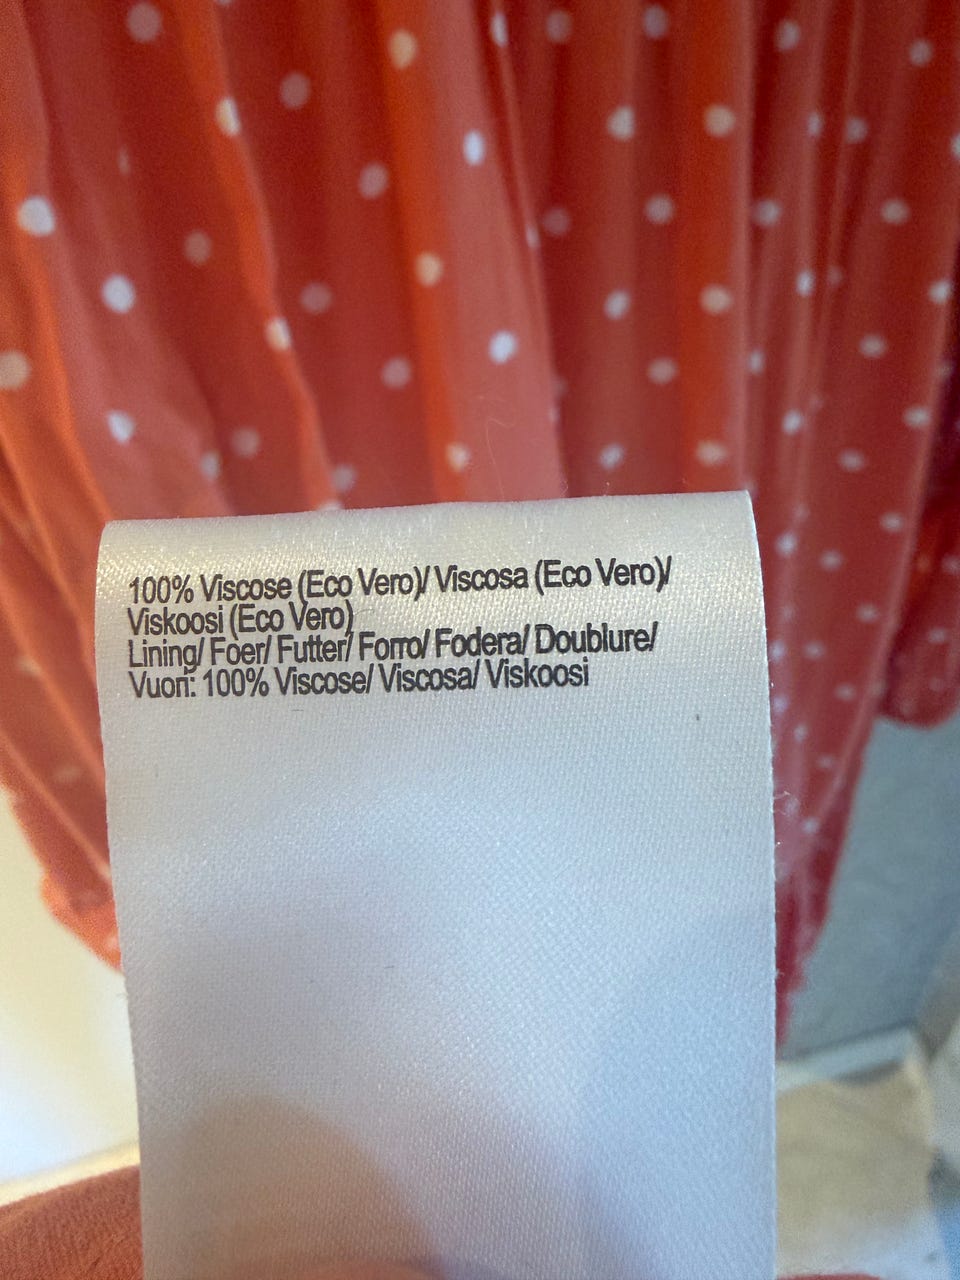 100% Viscose (Eco Vero)/ Viscosa (Eco Vero)/
Viskoosi (Eco Vero)
Lining/ Foer/ Futter/ Forro/ Fodera/ Doublure/
Vuori: 100% Viscose/ Viscosa/ Viskoosi